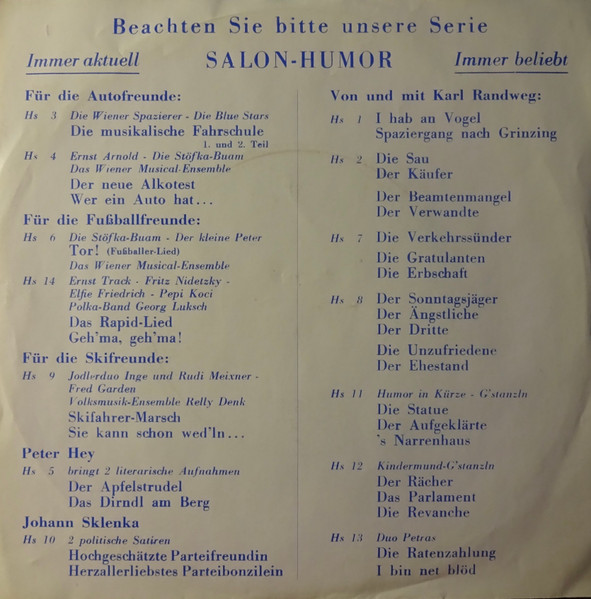 Beachten Sie bitte unsere Serie
Immer aktuell SALON-HUMOR Immer beliebt
Für die Autofreunde:
Hs 3 Die Wiener Spazierer - Die Blue Stars
Die musikalische Fahrschule
1. und 2. Teil
Hs 4 Ernst Arnold - Die Stöfka-Buam
Das Wiener Musical-Ensemble
Der neue Alkotest
Wer ein Auto hat...
Für die Fußballfreunde:
Hs 6 Die Stöfka-Buam - Der kleine Peter
Tor! (Fußballer-Lied)
Das Wiener Musical-Ensemble
Hs 14 Ernst Track - Fritz Nidetzky -
Elfie Friedrich - Pepi Koci
Polka-Band Georg Luksch
Das Rapid-Lied
Geh'ma, geh'ma!
Für die Skifreunde:
Hs 9 Jodlerduo Inge und Rudi Meixner -
Fred Garden
Volksmusik-Ensemble Relly Denk
Skifahrer-Marsch
Sie kann schon wed'ln...
Peter Hey
Hs 5 bringt 2 literarische Aufnahmen
Der Apfelstrudel
Das Dirndl am Berg
Johann Sklenka
Hs 10 2 politische Satiren
Hochgeschätzte Parteifreundin
Herzallerliebstes Parteibonzilein
Von und mit Karl Randweg:
Hs 1 I hab an Vogel
Spaziergang nach Grinzing
Hs 2 Die Sau
Der Käufer
Der Beamtenmangel
Der Verwandte
Hs 7 Die Verkehrssünder
Die Gratulanten
Die Erbschaft
Hs 8 Der Sonntagsjäger
Der Ängstliche
Der Dritte
Die Unzufriedene
Der Ehestand
Hs 11 Humor in Kürze - G'stanzln
Die Statue
Der Aufgeklärte
's Narrenhaus
Hs 12 Kindermund-G'stanzln
Der Rächer
Das Parlament
Die Revanche
Hs 13 Duo Petras
Die Ratenzahlung
I bin net blöd